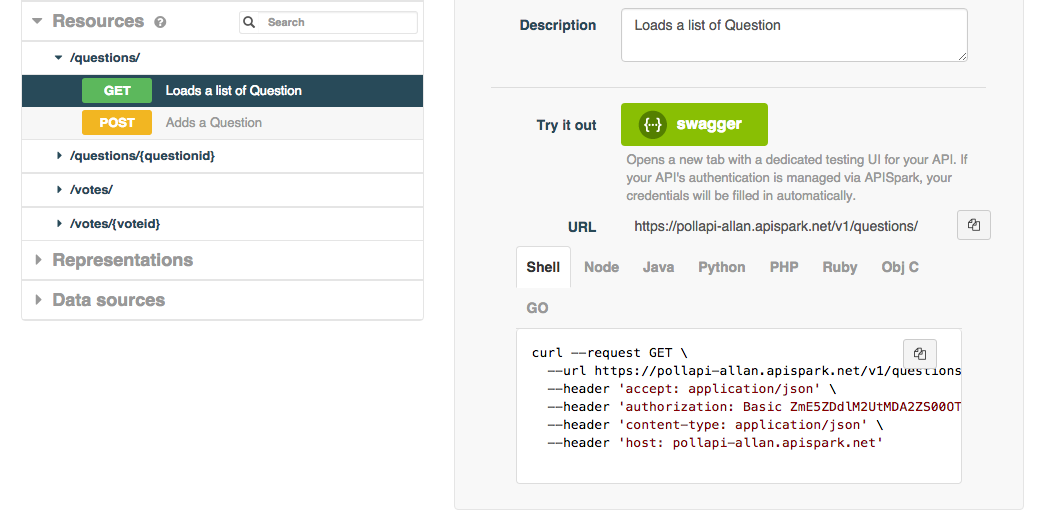 Resources
Search
/questions/
GET Loads a list of Question
POST Adds a Question
/questions/{questionid}
/votes/
/votes/{voteid}
Representations
Data sources
Description
Loads a list of Question
Try it out
{··} swagger
Opens a new tab with a dedicated testing UI for your API. If
your API's authentication is managed via APISpark, your
credentials will be filled in automatically.
URL https://pollapi-allan.apispark.net/v1/questions/
Shell Node Java Python PHP Ruby Obj C
GO
curl --request GET \
--url https://pollapi-allan.apispark.net/v1/questions
--header 'accept: application/json' \
--header 'authorization: Basic ZmE5ZDdlM2UtMDA2ZS00OT
--header 'content-type: application/json' \
--header 'host: pollapi-allan.apispark.net'